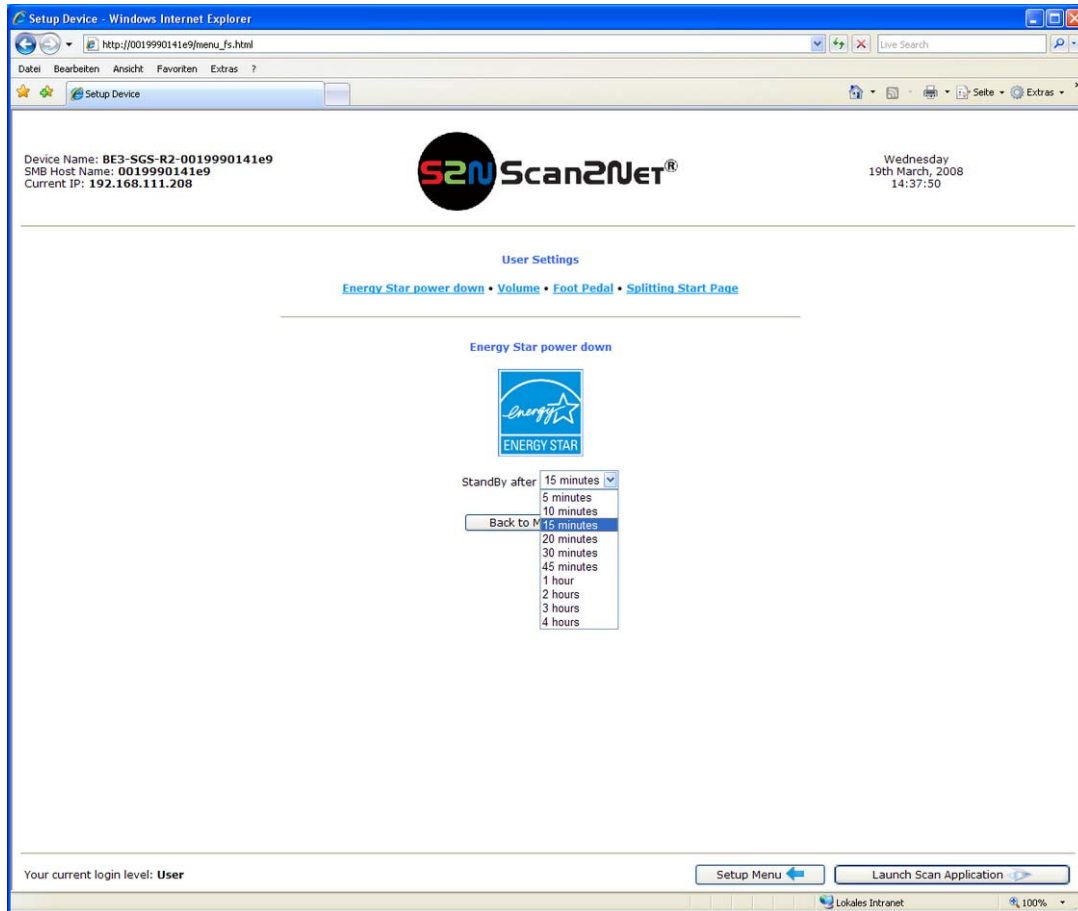 Setup Device - Windows Internet Explorer
http://0019990141e9/menu_fs.html
Live Search
Datei Bearbeiten Ansicht Favoriten Extras ?
Setup Device
Seite Extras
Device Name: BE3-SGS-R2-0019990141e9
SMB Host Name: 0019990141e9
Current IP: 192.168.111.208
S2N Scan2Net®
Wednesday
19th March, 2008
14:37:50
User Settings
Energy Star power down • Volume • Foot Pedal • Splitting Start Page
Energy Star power down
energy
ENERGY STAR
StandBy after 15 minutes
5 minutes
10 minutes
15 minutes
20 minutes
30 minutes
45 minutes
1 hour
2 hours
3 hours
4 hours
Back to M
Your current login level: User
Setup Menu
Launch Scan Application
Lokales Intranet
100%